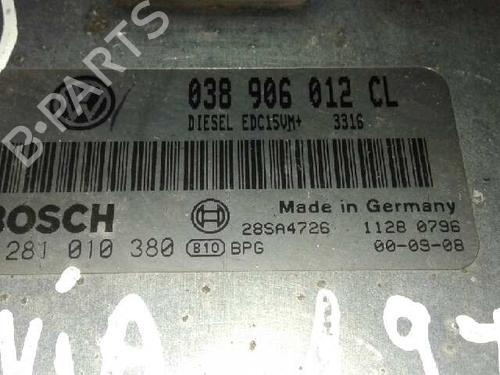 B-PARTS
038 906 012 CL
DIESEL EDC15VM+ 3316
BOSCH
Made in Germany
28SA4726 1128 0796
281 010 380 B10 BPG 00-09-08